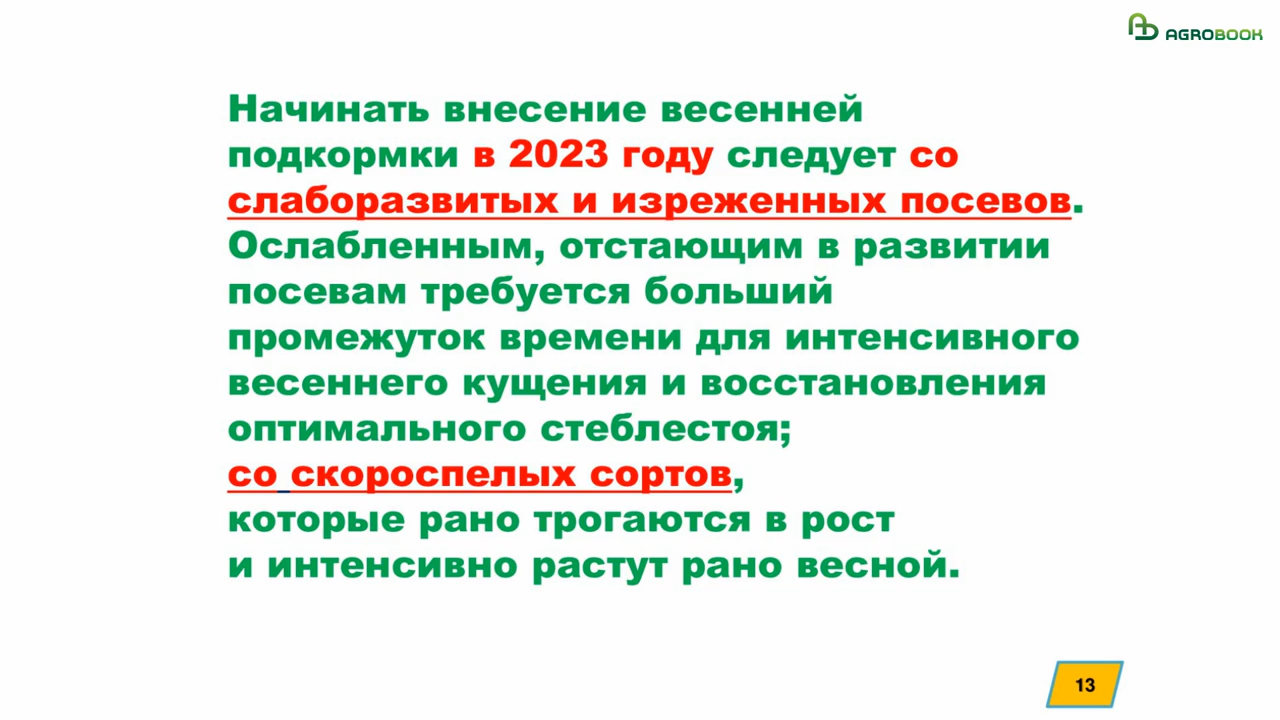 AGROBOOK
Начинать внесение весенней
подкормки в 2023 году следует со
слаборазвитых и изреженных посевов.
Ослабленным, отстающим в развитии
посевам требуется больший
промежуток времени для интенсивного
весеннего кущения и восстановления
оптимального стеблестоя;
со скороспелых сортов,
которые рано трогаются в рост
и интенсивно растут рано весной.
13